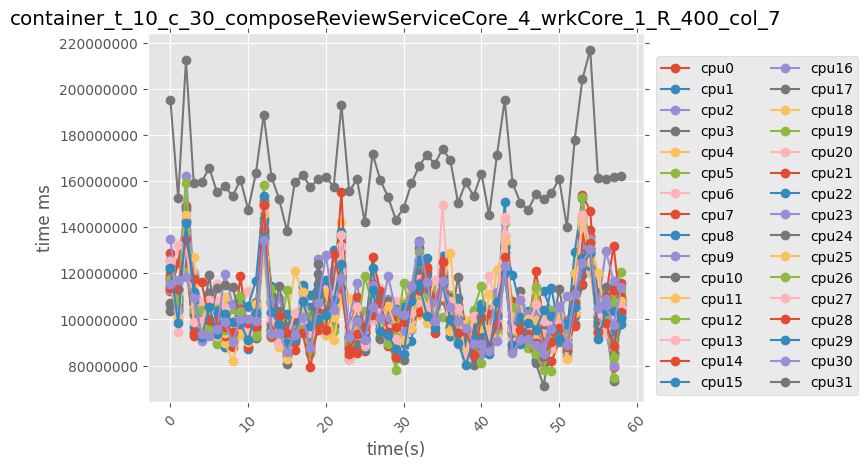 container_t_10_c_30_composeReviewServiceCore_4_wrkCore_1_R_400_col_7
220000000
200000000
180000000
160000000
140000000
120000000
100000000
80000000
time ms
0
10
20
30
40
50
60
time(s)
cpu0
cpu1
cpu2
cpu3
cpu4
cpu5
cpu6
cpu7
cpu8
cpu9
cpu10
cpu11
cpu12
cpu13
cpu14
cpu15
cpu16
cpu17
cpu18
cpu19
cpu20
cpu21
cpu22
cpu23
cpu24
cpu25
cpu26
cpu27
cpu28
cpu29
cpu30
cpu31